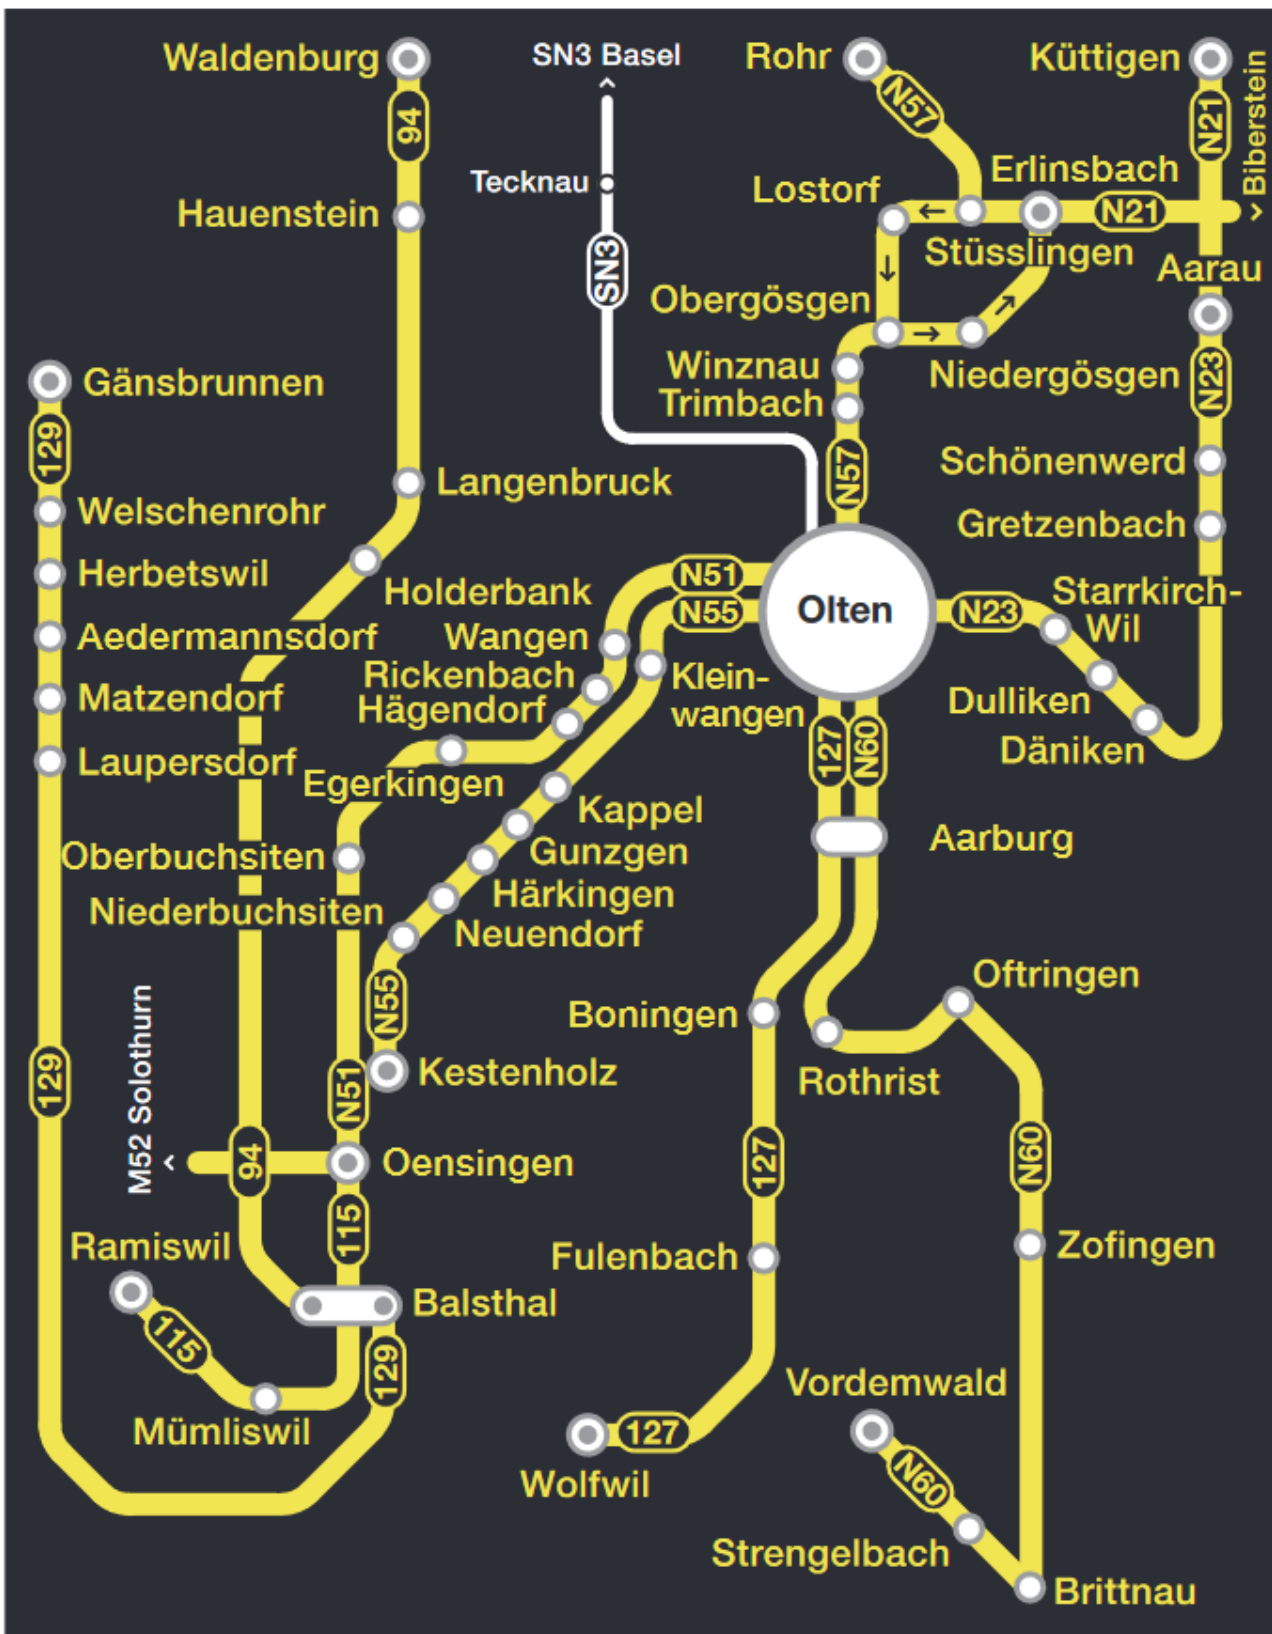 Waldenburg
SN3 Basel
Rohr
Küttigen
94
N57
N21
Biberstein
Tecknau
Erlinsbach
Lostorf
Hauenstein
N21
SN3
Stüsslingen
Aarau
Obergösgen
Winznau
Niedergösgen
N23
Gänsbrunnen
Trimbach
129
N57
Schönenwerd
Langenbruck
Welschenrohr
Gretzenbach
Herbetswil
Holderbank
N51
Olten
N23
Starrkirch-
Wil
N55
Aedermannsdorf
Wangen
Rickenbach
Klein-
wangen
Matzendorf
Hägendorf
Dulliken
127
N60
Däniken
Laupersdorf
Egerkingen
Kappel
Aarburg
Oberbuchsiten
Gunzgen
Härkingen
Niederbuchsiten
Neuendorf
Oftringen
N55
Boningen
M52 Solothurn
129
N51
Kestenholz
Rothrist
94
Oensingen
127
N60
115
Ramiswil
Fulenbach
Zofingen
Balsthal
115
129
Vordemwald
Mümliswil
127
Wolfwil
N60
Strengelbach
Brittnau